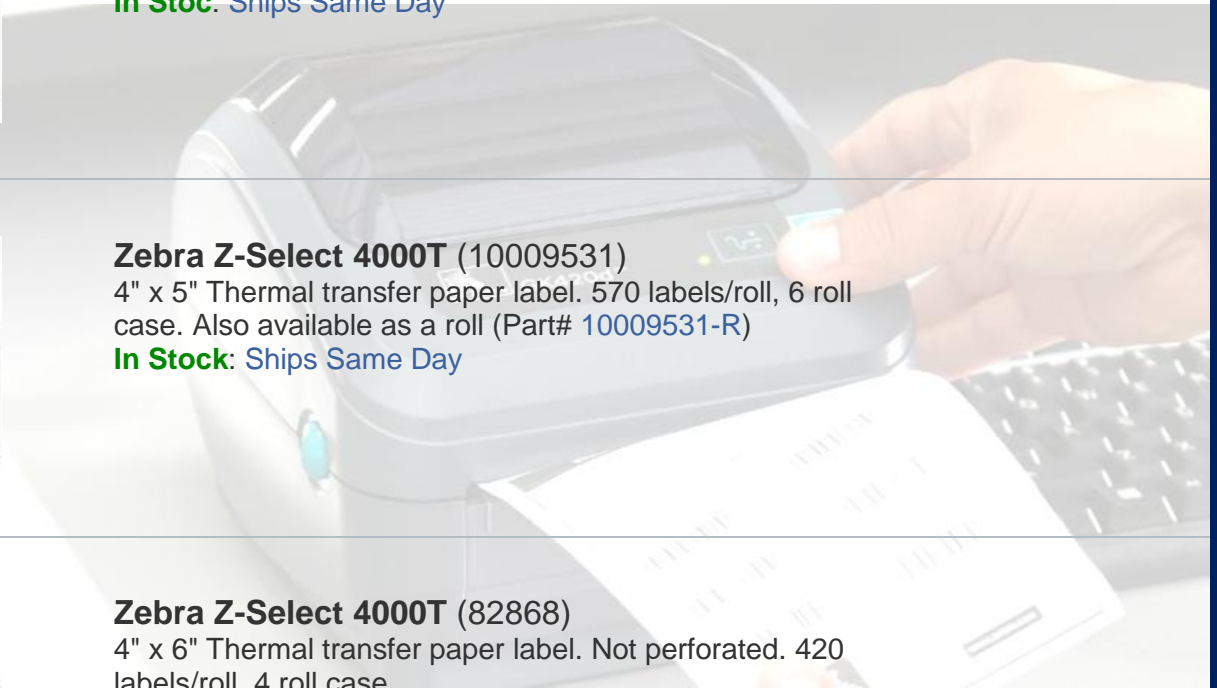 In Stoc: Ships Same Day
Zebra Z-Select 4000T (10009531)
4" x 5" Thermal transfer paper label. 570 labels/roll, 6 roll
case. Also available as a roll (Part# 10009531-R)
In Stock: Ships Same Day
Zebra Z-Select 4000T (82868)
4" x 6" Thermal transfer paper label. Not perforated. 420
labels/roll, 4 roll case